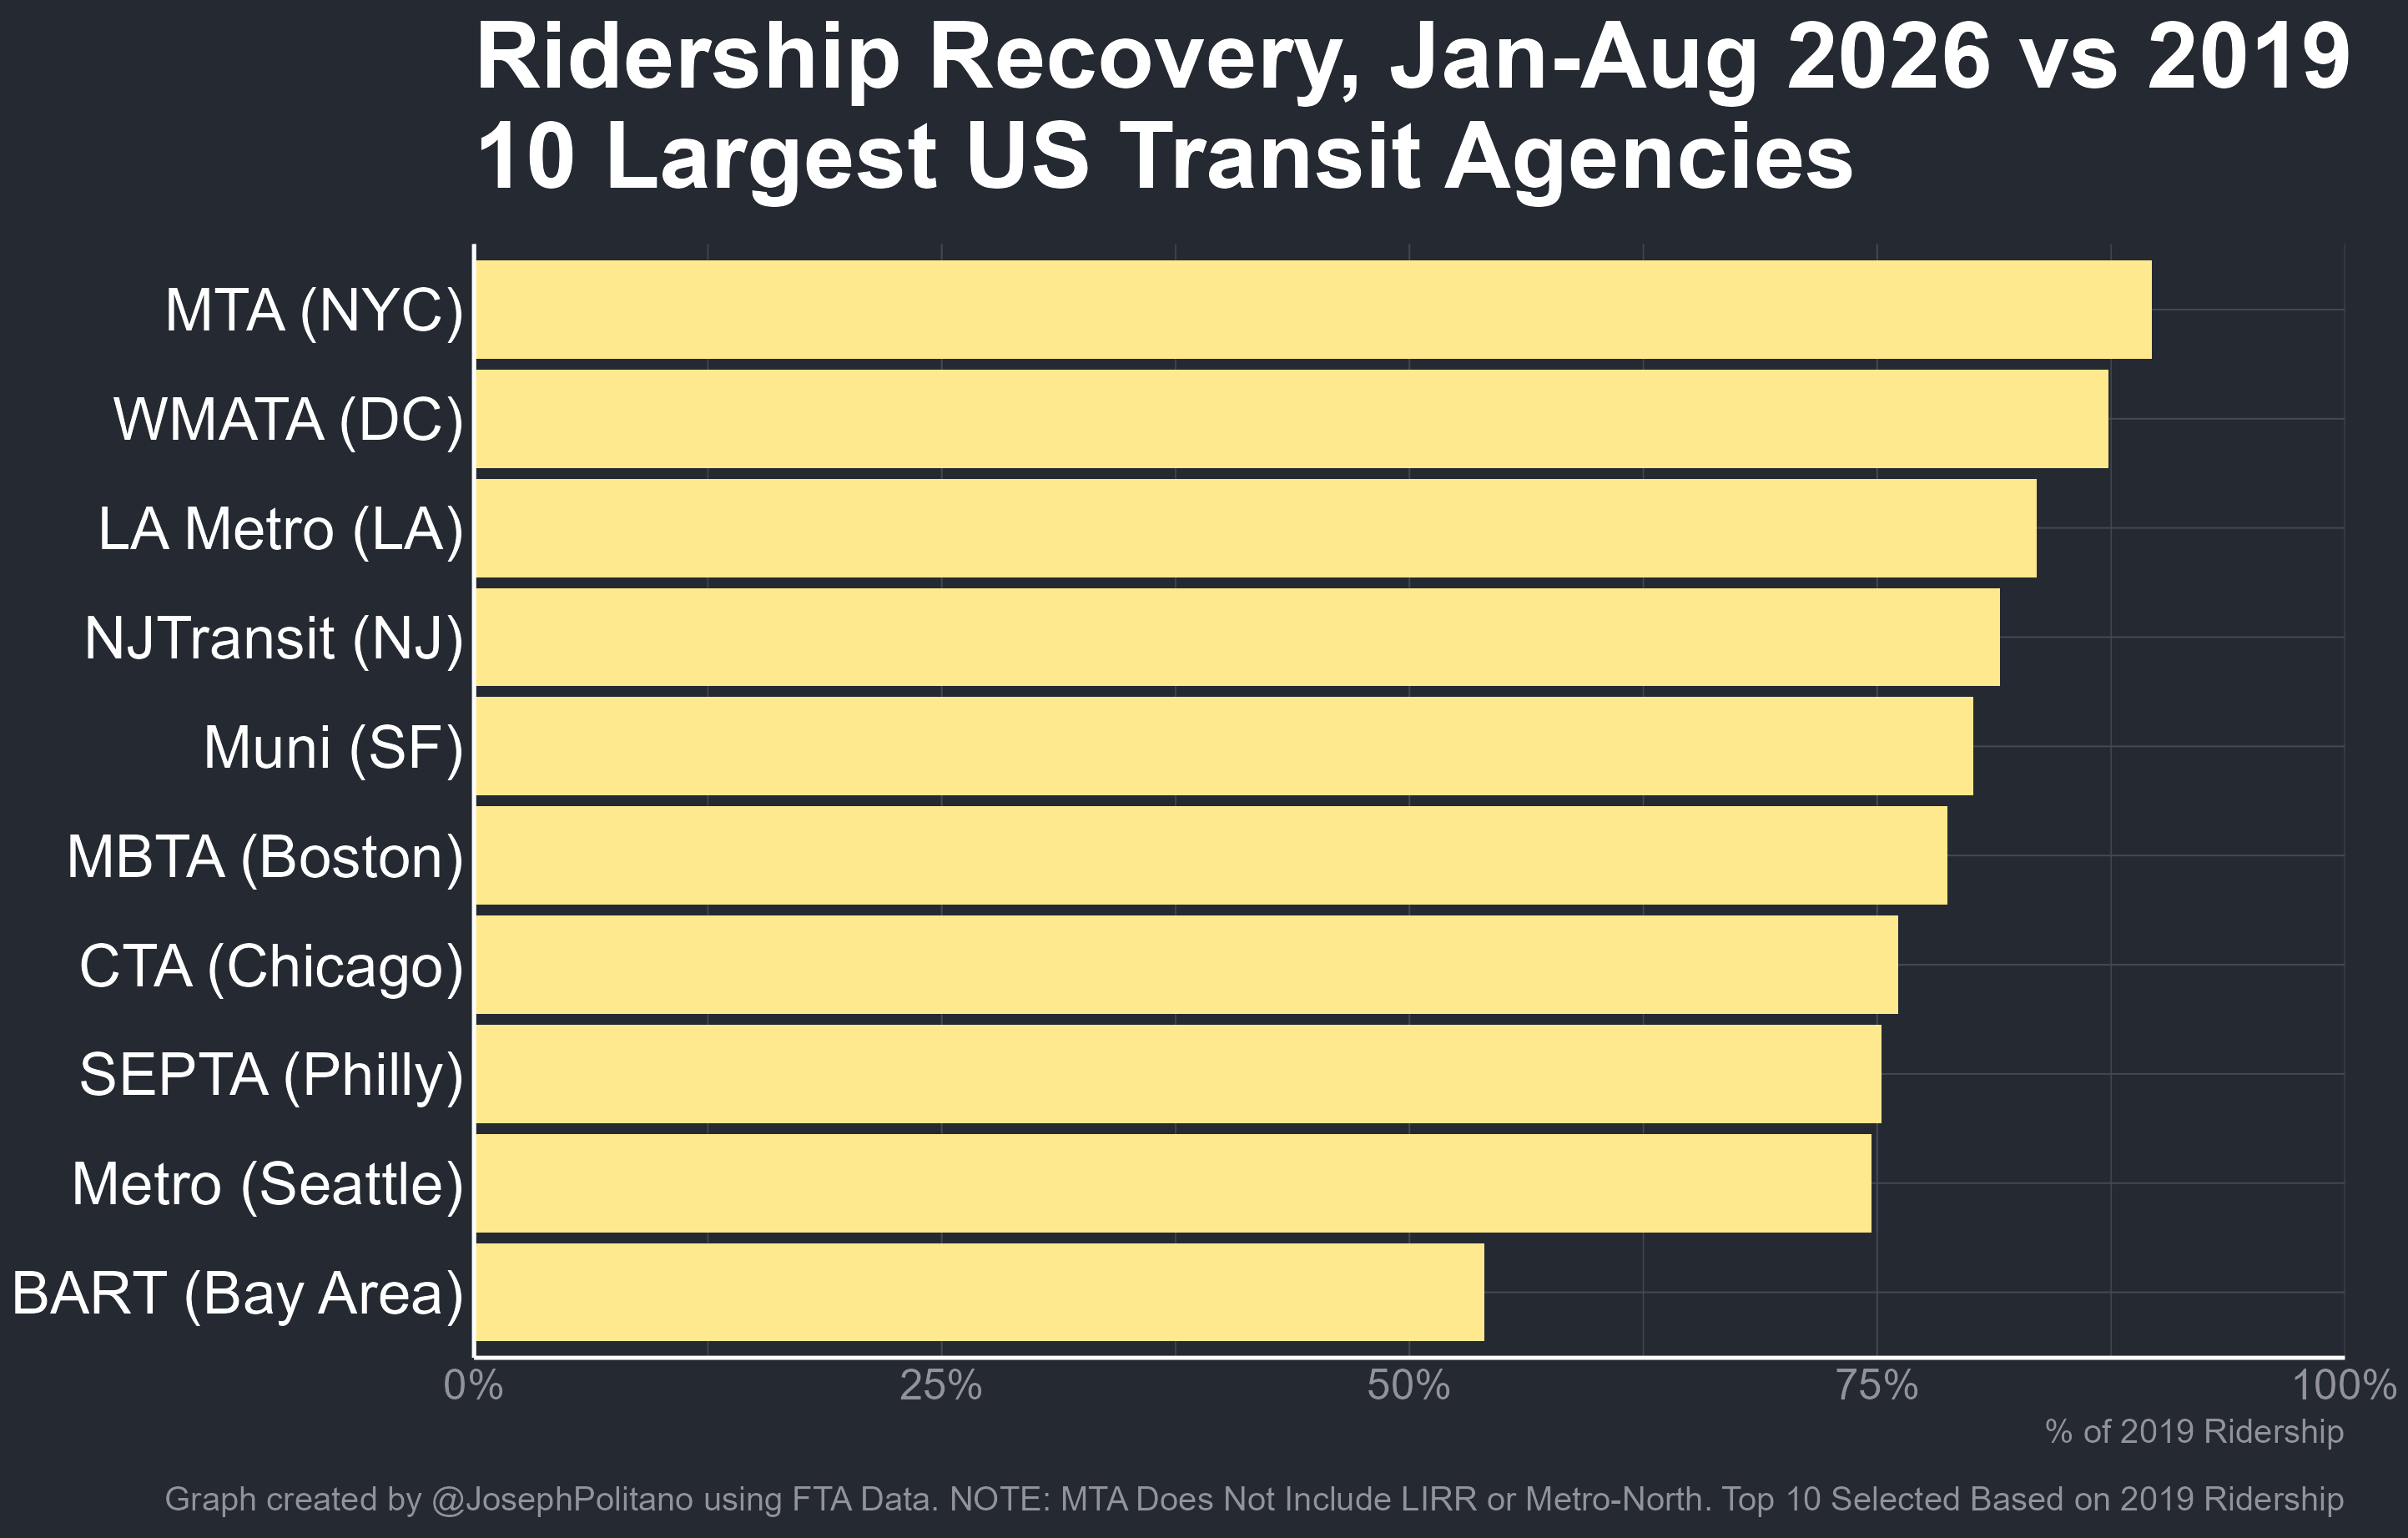 Ridership Recovery, Jan-Aug 2026 vs 2019
10 Largest US Transit Agencies
MTA (NYC)
WMATA (DC)
LA Metro (LA)
NJTransit (NJ)
Muni (SF)
MBTA (Boston)
CTA (Chicago)
SEPTA (Philly)
Metro (Seattle)
BART (Bay Area)
0% 25% 50% 75% 100%
% of 2019 Ridership
Graph created by @JosephPolitano using FTA Data. NOTE: MTA Does Not Include LIRR or Metro-North. Top 10 Selected Based on 2019 Ridership